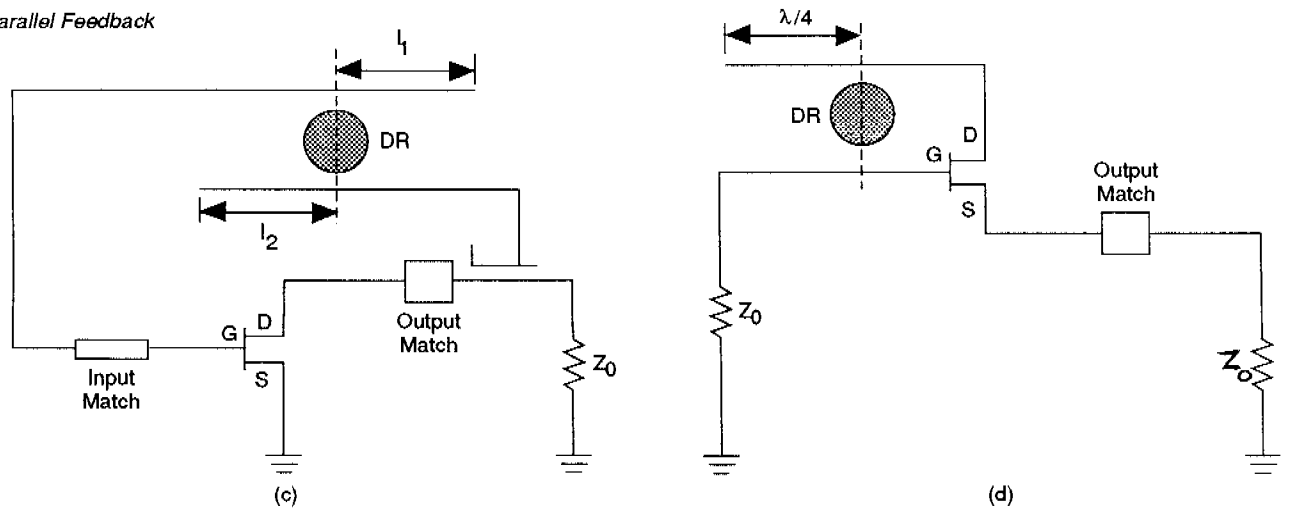 arallel Feedback
l1
DR
l2
Output
Match
G
D
S
Z0
Input
Match
(c)
λ/4
DR
D
G
S
Output
Match
Z0
Z0
(d)